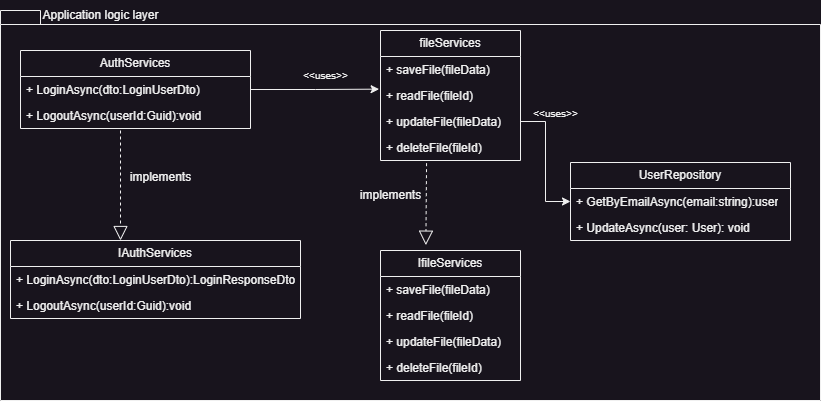 Application logic layer
AuthServices
+ LoginAsync(dto:LoginUserDto)
+ LogoutAsync(userId:Guid):void
<<uses>>
fileServices
+ saveFile(fileData)
+ readFile(fileId)
+ updateFile(fileData)
+ deleteFile(fileId)
<<uses>>
UserRepository
+ GetByEmailAsync(email:string):user
+ UpdateAsync(user: User): void
implements
implements
IAuthServices
+ LoginAsync(dto:LoginUserDto):LoginResponseDto
+ LogoutAsync(userId:Guid):void
IfileServices
+ saveFile(fileData)
+ readFile(fileId)
+ updateFile(fileData)
+ deleteFile(fileId)